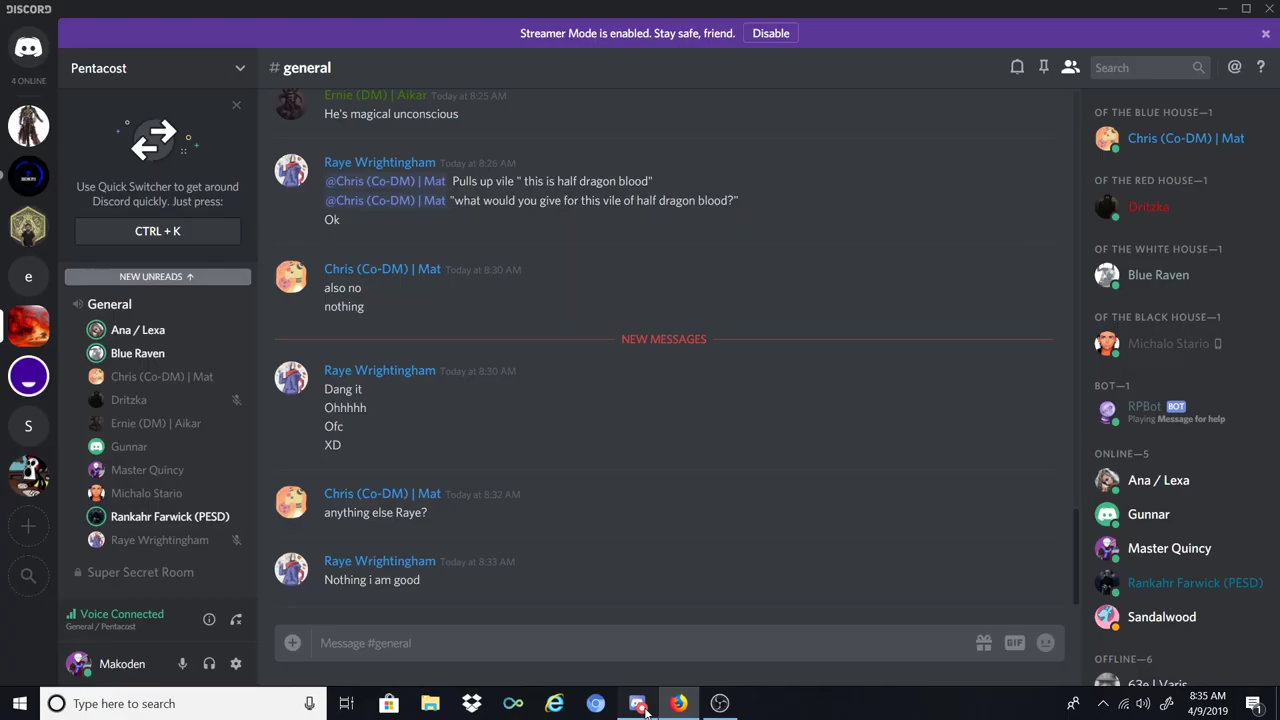 DISCORD
Streamer Mode is enabled. Stay safe, friend.
Disable
4 ONLINE
e
S
Pentacost
Use Quick Switcher to get around
Discord quickly. Just press:
CTRL + K
NEW UNREADS ↑
General
Ana / Lexa
Blue Raven
Chris (Co-DM) | Mat
Dritzka
Ernie (DM) | Aikar
Gunnar
Master Quincy
Michalo Stario
Rankahr Farwick (PESD)
Raye Wrightingham
Super Secret Room
Voice Connected
General / Pentacost
Makoden
# general
Search
Ernie (DM) | Aikar Today at 8:25 AM
He's magical unconscious
Raye Wrightingham Today at 8:26 AM
@Chris (Co-DM) | Mat Pulls up vile " this is half dragon blood"
@Chris (Co-DM) | Mat "what would you give for this vile of half dragon blood?"
Ok
Chris (Co-DM) | Mat Today at 8:30 AM
also no
nothing
NEW MESSAGES
Raye Wrightingham Today at 8:30 AM
Dang it
Ohhhhh
Ofc
XD
Chris (Co-DM) | Mat Today at 8:32 AM
anything else Raye?
Raye Wrightingham Today at 8:33 AM
Nothing i am good
Message #general
GIF
OF THE BLUE HOUSE—1
Chris (Co-DM) | Mat
OF THE RED HOUSE—1
Dritzka
OF THE WHITE HOUSE—1
Blue Raven
OF THE BLACK HOUSE—1
Michalo Stario
BOT—1
RPBot BOT
Playing Message for help
ONLINE—5
Ana / Lexa
Gunnar
Master Quincy
Rankahr Farwick (PESD)
Sandalwood
OFFLINE—6
63e | Varis
Type here to search
8:35 AM
4/9/2019